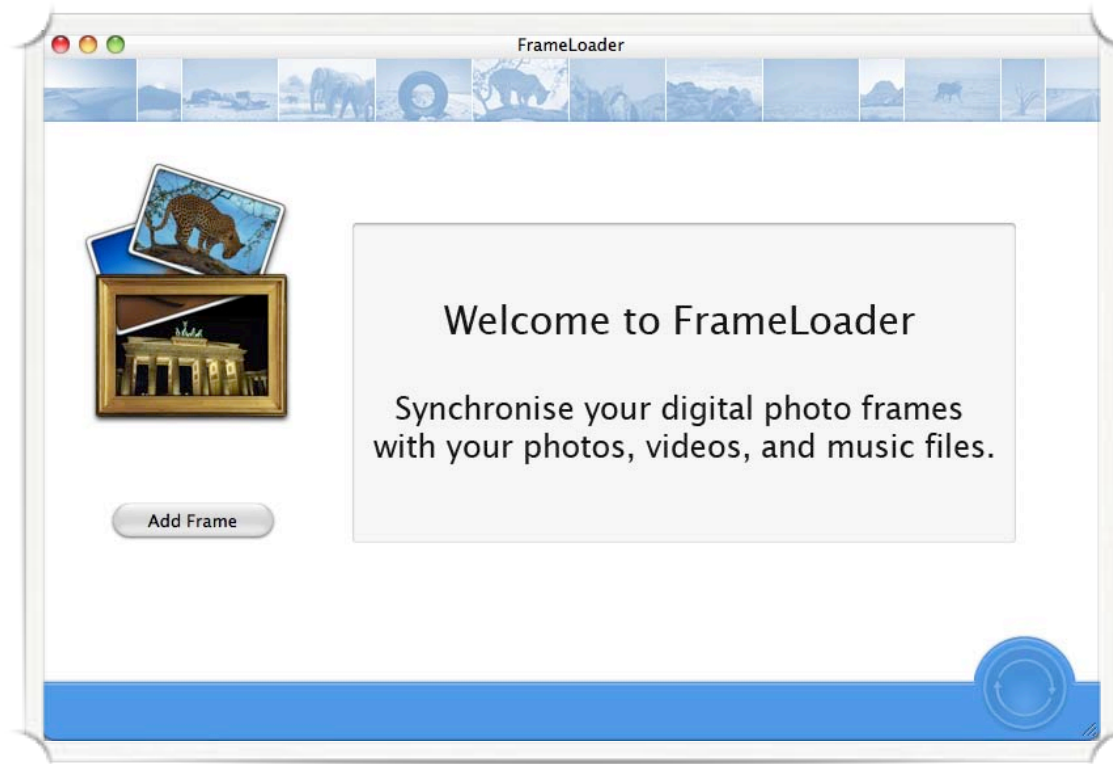 FrameLoader
Welcome to FrameLoader
Synchronise your digital photo frames
with your photos, videos, and music files.
Add Frame